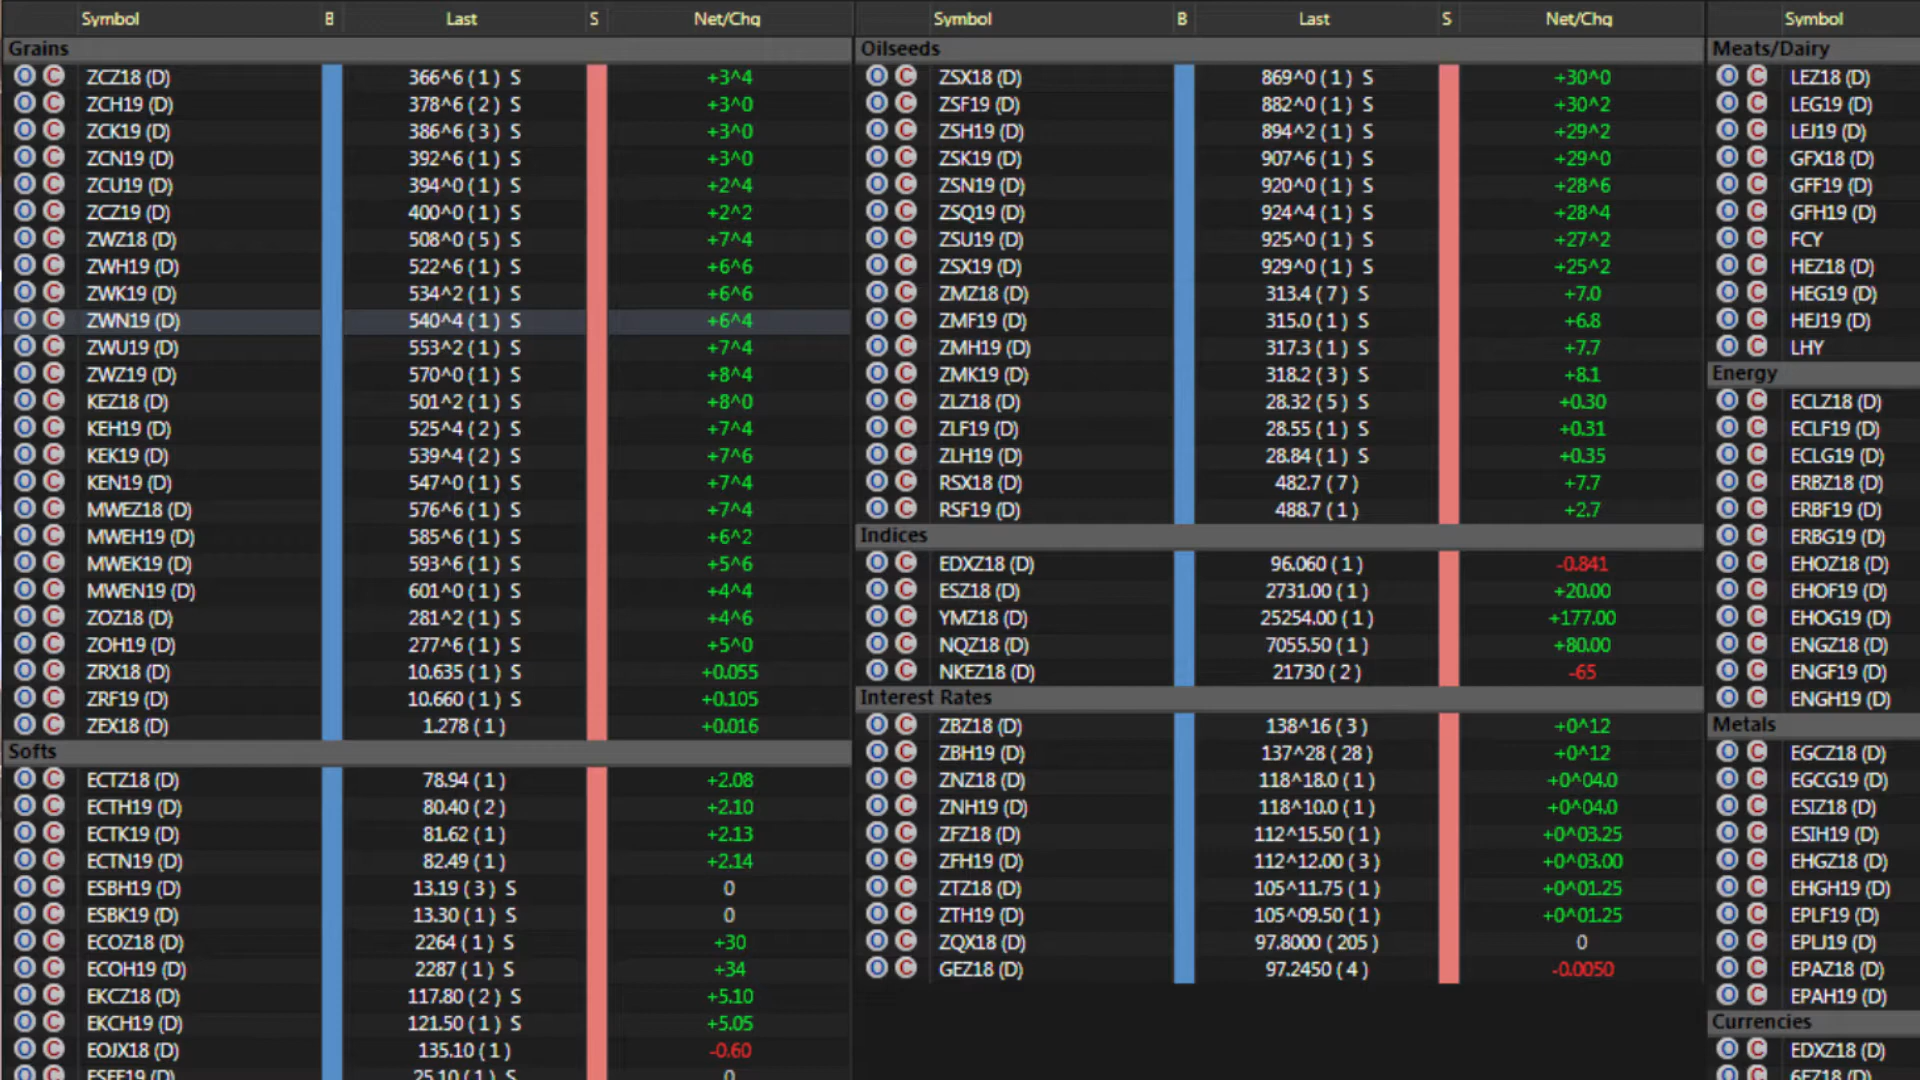 Symbol B Last S Net/Chg
Grains
O C ZCZ18 (D) 366^6 ( 1 ) S +3^4
O C ZCH19 (D) 378^6 ( 2 ) S +3^0
O C ZCK19 (D) 386^6 ( 3 ) S +3^0
O C ZCN19 (D) 392^6 ( 1 ) S +3^0
O C ZCU19 (D) 394^0 ( 1 ) S +2^4
O C ZCZ19 (D) 400^0 ( 1 ) S +2^2
O C ZWZ18 (D) 508^0 ( 5 ) S +7^4
O C ZWH19 (D) 522^6 ( 1 ) S +6^6
O C ZWK19 (D) 534^2 ( 1 ) S +6^6
O C ZWN19 (D) 540^4 ( 1 ) S +6^4
O C ZWU19 (D) 553^2 ( 1 ) S +7^4
O C ZWZ19 (D) 570^0 ( 1 ) S +8^4
O C KEZ18 (D) 501^2 ( 1 ) S +8^0
O C KEH19 (D) 525^4 ( 2 ) S +7^4
O C KEK19 (D) 539^4 ( 2 ) S +7^6
O C KEN19 (D) 547^0 ( 1 ) S +7^4
O C MWEZ18 (D) 576^6 ( 1 ) S +7^4
O C MWEH19 (D) 585^6 ( 1 ) S +6^2
O C MWEK19 (D) 593^6 ( 1 ) S +5^6
O C MWEN19 (D) 601^0 ( 1 ) S +4^4
O C ZOZ18 (D) 281^2 ( 1 ) S +4^6
O C ZOH19 (D) 277^6 ( 1 ) S +5^0
O C ZRX18 (D) 10.635 ( 1 ) S +0.055
O C ZRF19 (D) 10.660 ( 1 ) S +0.105
O C ZEX18 (D) 1.278 ( 1 ) +0.016
Softs
O C ECTZ18 (D) 78.94 ( 1 ) +2.08
O C ECTH19 (D) 80.40 ( 2 ) +2.10
O C ECTK19 (D) 81.62 ( 1 ) +2.13
O C ECTN19 (D) 82.49 ( 1 ) +2.14
O C ESBH19 (D) 13.19 ( 3 ) S 0
O C ESBK19 (D) 13.30 ( 1 ) S 0
O C ECOZ18 (D) 2264 ( 1 ) S +30
O C ECOH19 (D) 2287 ( 1 ) S +34
O C EKCZ18 (D) 117.80 ( 2 ) S +5.10
O C EKCH19 (D) 121.50 ( 1 ) S +5.05
O C EOJX18 (D) 135.10 ( 1 ) -0.60
25.10 ( 1 ) S 0
Symbol B Last S Net/Chg
Oilseeds
O C ZSX18 (D) 869^0 ( 1 ) S +30^0
O C ZSF19 (D) 882^0 ( 1 ) S +30^2
O C ZSH19 (D) 894^2 ( 1 ) S +29^2
O C ZSK19 (D) 907^6 ( 1 ) S +29^0
O C ZSN19 (D) 920^0 ( 1 ) S +28^6
O C ZSQ19 (D) 924^4 ( 1 ) S +28^4
O C ZSU19 (D) 925^0 ( 1 ) S +27^2
O C ZSX19 (D) 929^0 ( 1 ) S +25^2
O C ZMZ18 (D) 313.4 ( 7 ) S +7.0
O C ZMF19 (D) 315.0 ( 1 ) S +6.8
O C ZMH19 (D) 317.3 ( 1 ) S +7.7
O C ZMK19 (D) 318.2 ( 3 ) S +8.1
O C ZLZ18 (D) 28.32 ( 5 ) S +0.30
O C ZLF19 (D) 28.55 ( 1 ) S +0.31
O C ZLH19 (D) 28.84 ( 1 ) S +0.35
O C RSX18 (D) 482.7 ( 7 ) +7.7
O C RSF19 (D) 488.7 ( 1 ) +2.7
Indices
O C EDXZ18 (D) 96.060 ( 1 ) -0.841
O C ESZ18 (D) 2731.00 ( 1 ) +20.00
O C YMZ18 (D) 25254.00 ( 1 ) +177.00
O C NQZ18 (D) 7055.50 ( 1 ) +80.00
O C NKEZ18 (D) 21730 ( 2 ) -65
Interest Rates
O C ZBZ18 (D) 138^16 ( 3 ) +0^12
O C ZBH19 (D) 137^28 ( 28 ) +0^12
O C ZNZ18 (D) 118^18.0 ( 1 ) +0^04.0
O C ZNH19 (D) 118^10.0 ( 1 ) +0^04.0
O C ZFZ18 (D) 112^15.50 ( 1 ) +0^03.25
O C ZFH19 (D) 112^12.00 ( 3 ) +0^03.00
O C ZTZ18 (D) 105^11.75 ( 1 ) +0^01.25
O C ZTH19 (D) 105^09.50 ( 1 ) +0^01.25
O C ZQX18 (D) 97.8000 ( 205 ) 0
O C GEZ18 (D) 97.2450 ( 4 ) -0.0050
Symbol
Meats/Dairy
O C LEZ18 (D)
O C LEG19 (D)
O C LEJ19 (D)
O C GFX18 (D)
O C GFF19 (D)
O C GFH19 (D)
O C FCY
O C HEZ18 (D)
O C HEG19 (D)
O C HEJ19 (D)
O C LHY
Energy
O C ECLZ18 (D)
O C ECLF19 (D)
O C ECLG19 (D)
O C ERBZ18 (D)
O C ERBF19 (D)
O C ERBG19 (D)
O C EHOZ18 (D)
O C EHOF19 (D)
O C EHOG19 (D)
O C ENGZ18 (D)
O C ENGF19 (D)
O C ENGH19 (D)
Metals
O C EGCZ18 (D)
O C EGCG19 (D)
O C ESIZ18 (D)
O C ESIH19 (D)
O C EHGZ18 (D)
O C EHGH19 (D)
O C EPLF19 (D)
O C EPLJ19 (D)
O C EPAZ18 (D)
O C EPAH19 (D)
Currencies
O C EDXZ18 (D)